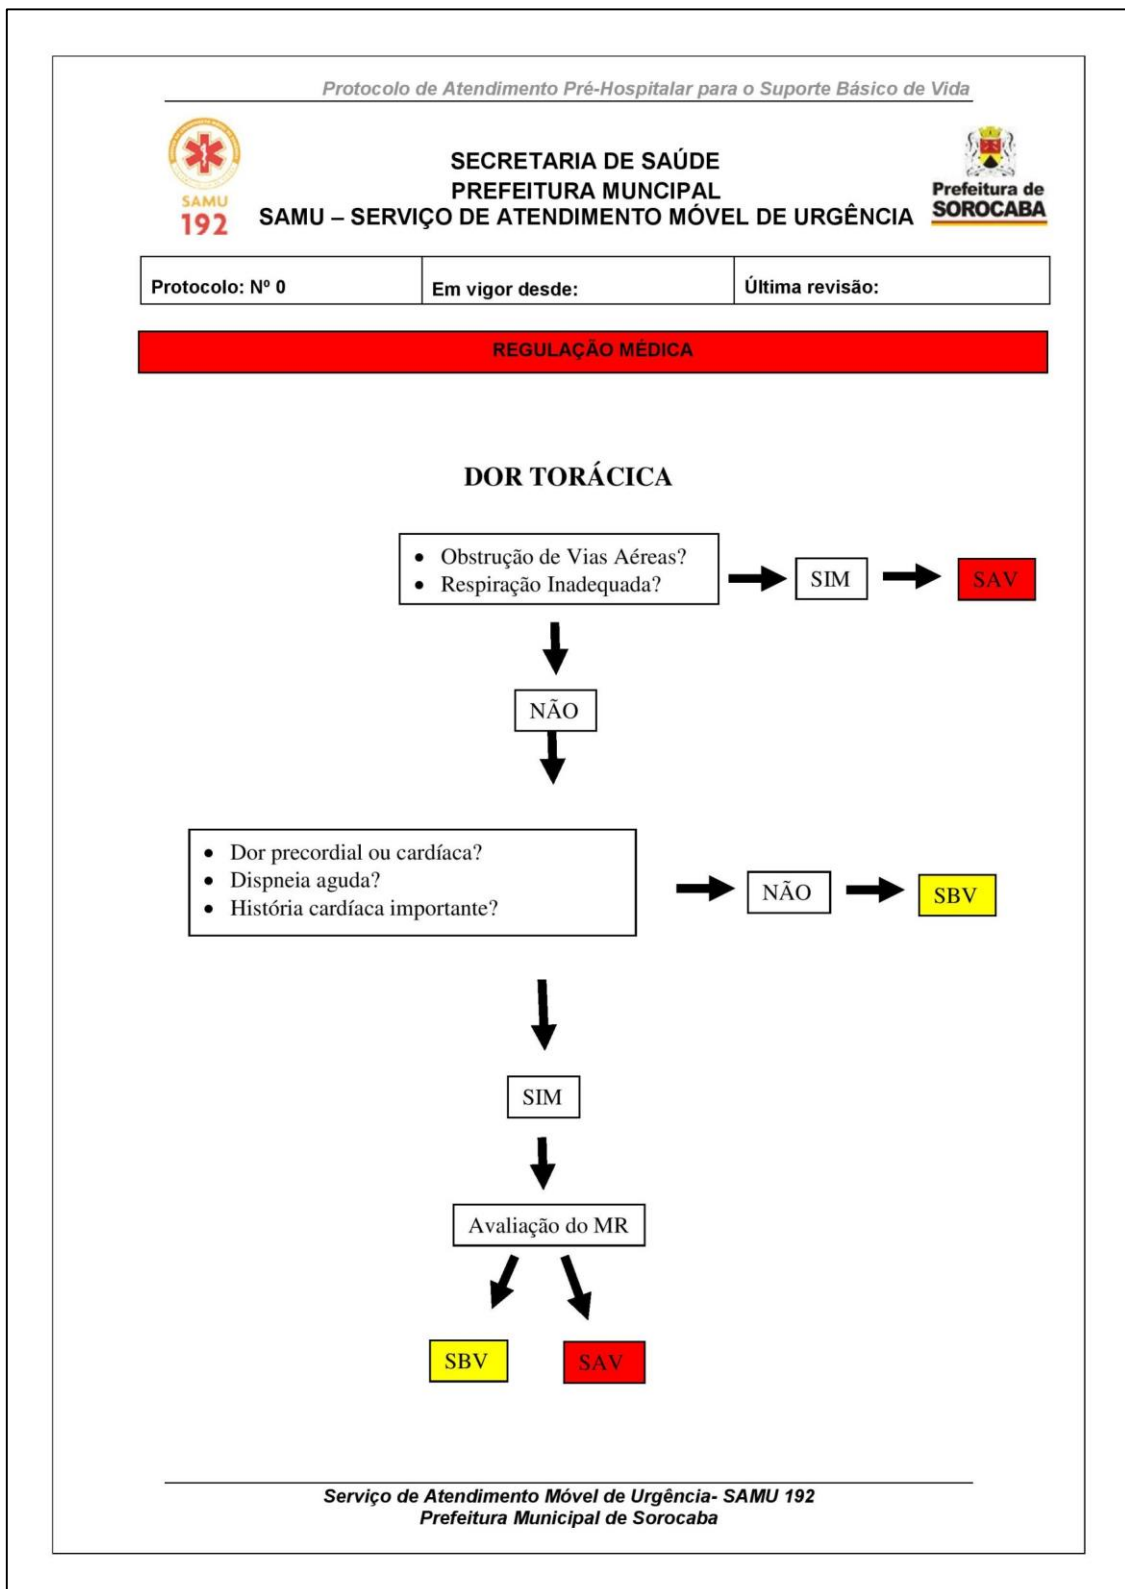 Protocolo de Atendimento Pré-Hospitalar para o Suporte Básico de Vida
SAMU
192
SECRETARIA DE SAÚDE
PREFEITURA MUNCIPAL
SAMU – SERVIÇO DE ATENDIMENTO MÓVEL DE URGÊNCIA
Prefeitura de
SOROCABA
Protocolo: Nº 0
Em vigor desde:
Última revisão:
REGULAÇÃO MÉDICA
DOR TORÁCICA
• Obstrução de Vias Aéreas?
• Respiração Inadequada?
SIM
SAV
NÃO
• Dor precordial ou cardíaca?
• Dispneia aguda?
• História cardíaca importante?
NÃO
SBV
SIM
Avaliação do MR
SBV
SAV
Serviço de Atendimento Móvel de Urgência- SAMU 192
Prefeitura Municipal de Sorocaba